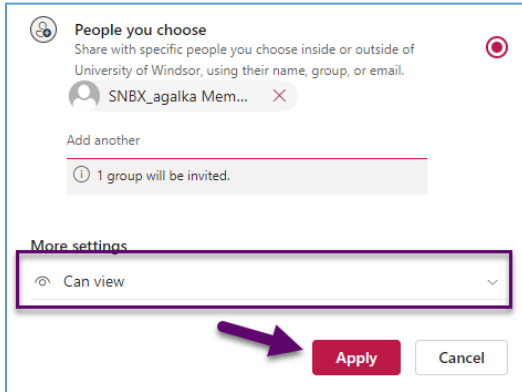 People you choose
Share with specific people you choose inside or outside of
University of Windsor, using their name, group, or email.
SNBX_agalka Mem...
Add another
1 group will be invited.
More settings
Can view
Apply Cancel